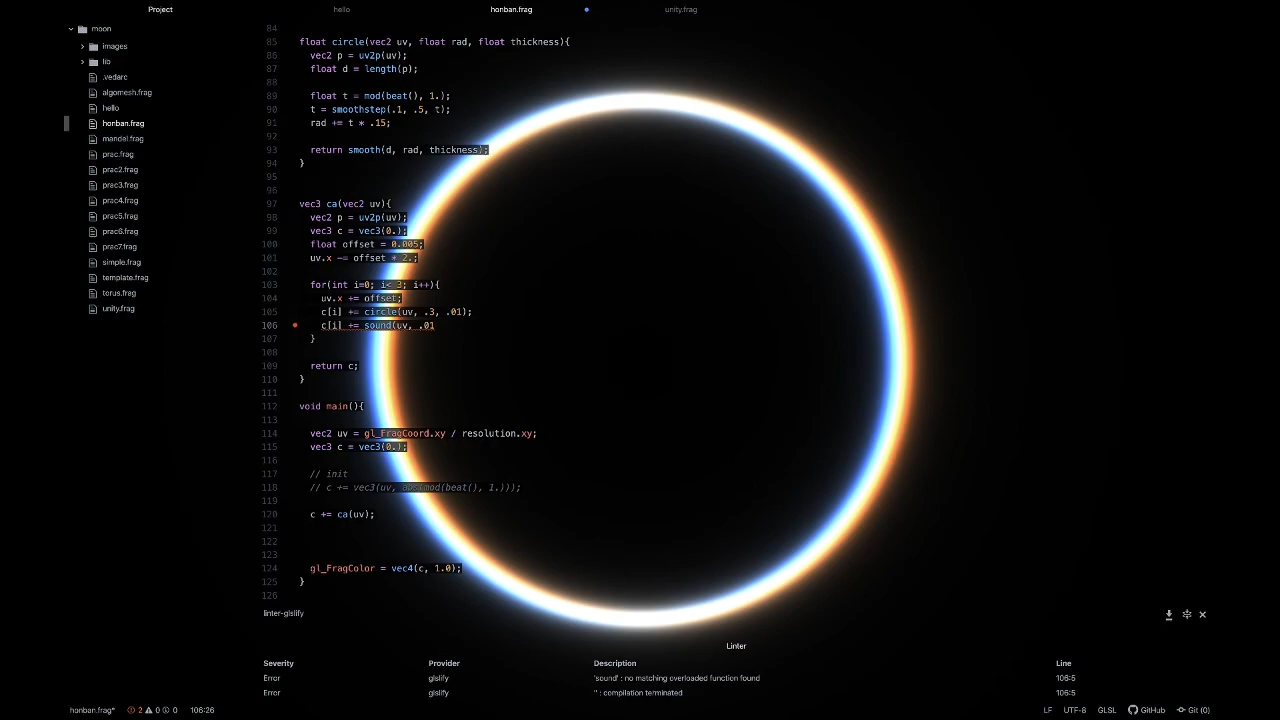 Project
hello
honban.frag
unity.frag
moon
images
lib
.vedarc
algomesh.frag
hello
honban.frag
mandel.frag
prac.frag
prac2.frag
prac3.frag
prac4.frag
prac5.frag
prac6.frag
prac7.frag
simple.frag
template.frag
torus.frag
unity.frag
84
85 float circle(vec2 uv, float rad, float thickness){
86 vec2 p = uv2p(uv);
87 float d = length(p);
88
89 float t = mod(beat(), 1.);
90 t = smoothstep(.1, .5, t);
91 rad += t * .15;
92
93 return smooth(d, rad, thickness);
94 }
95
96
97 vec3 ca(vec2 uv){
98 vec2 p = uv2p(uv);
99 vec3 c = vec3(0.);
100 float offset = 0.005;
101 uv.x -= offset * 2.;
102
103 for(int i=0; i< 3; i++){
104 uv.x += offset;
105 c[i] += circle(uv, .3, .01);
106 c[i] += sound(uv, .01
107 }
108
109 return c;
110 }
111
112 void main(){
113
114 vec2 uv = gl_FragCoord.xy / resolution.xy;
115 vec3 c = vec3(0.);
116
117 // init
118 // c += vec3(uv, abs(mod(beat(), 1.)));
119
120 c += ca(uv);
121
122
123
124 gl_FragColor = vec4(c, 1.0);
125 }
126
linter-glslify
Linter
Severity Provider Description Line
Error glslify 'sound' : no matching overloaded function found 106:5
Error glslify '' : compilation terminated 106:5
honban.frag* 2 0 0 106:26 LF UTF-8 GLSL GitHub Git (0)